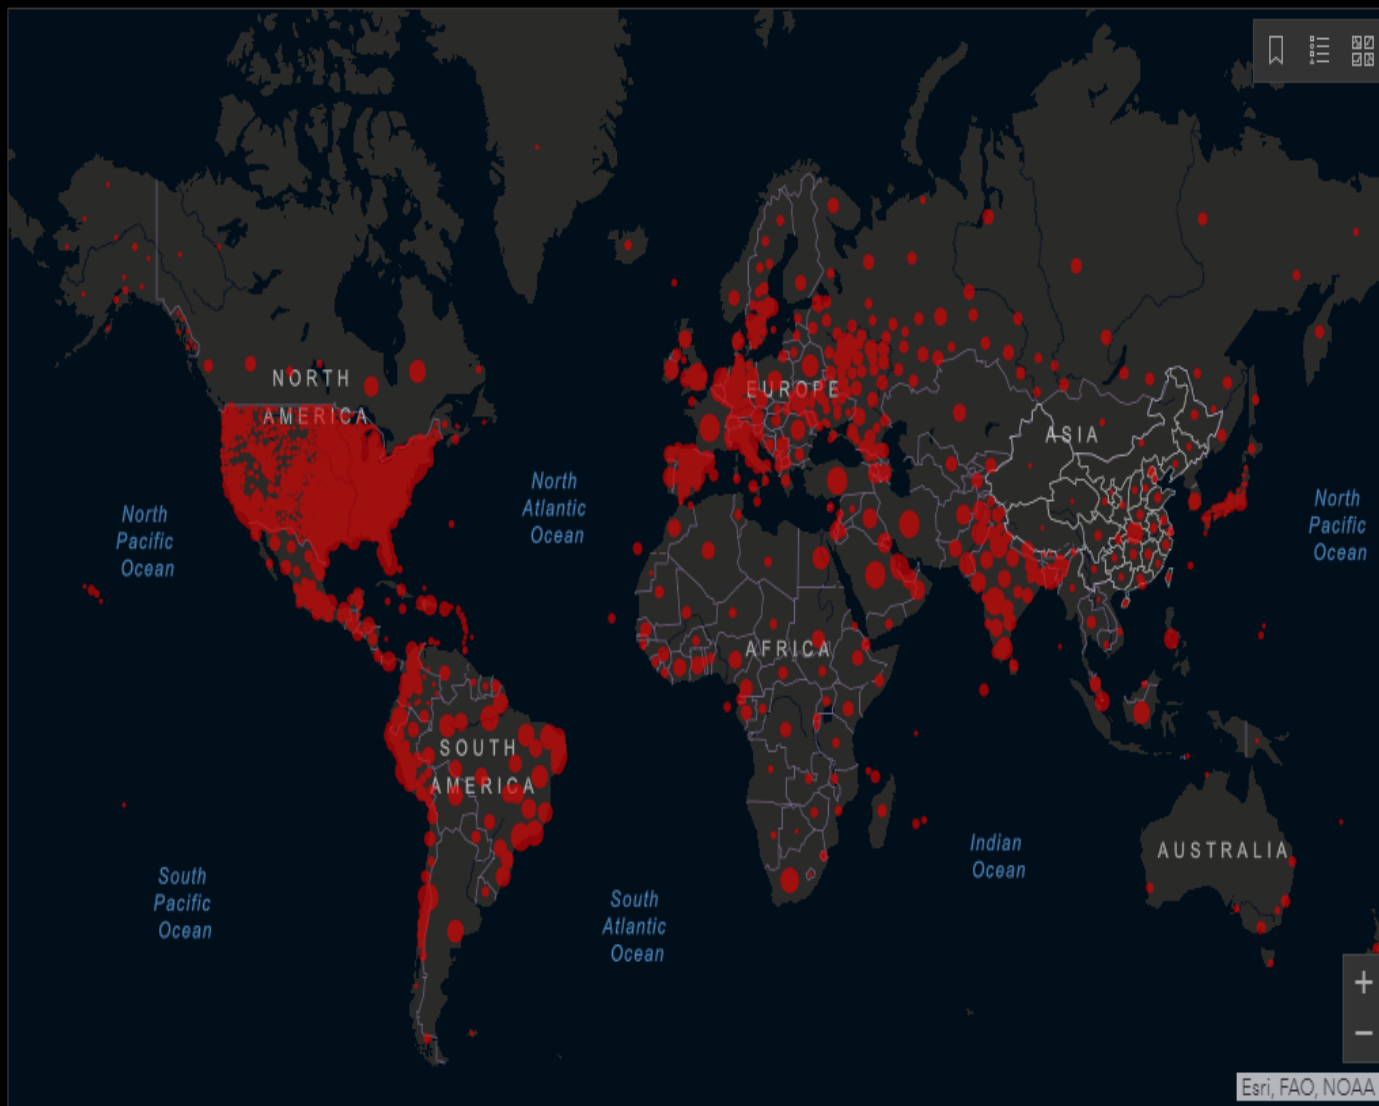 NORTH
AMERICA
EUROPE
ASIA
North
Atlantic
Ocean
North
Pacific
Ocean
North
Pacific
Ocean
AFRICA
SOUTH
AMERICA
Indian
Ocean
AUSTRALIA
South
Pacific
Ocean
South
Atlantic
Ocean
+
−
Esri, FAO, NOAA